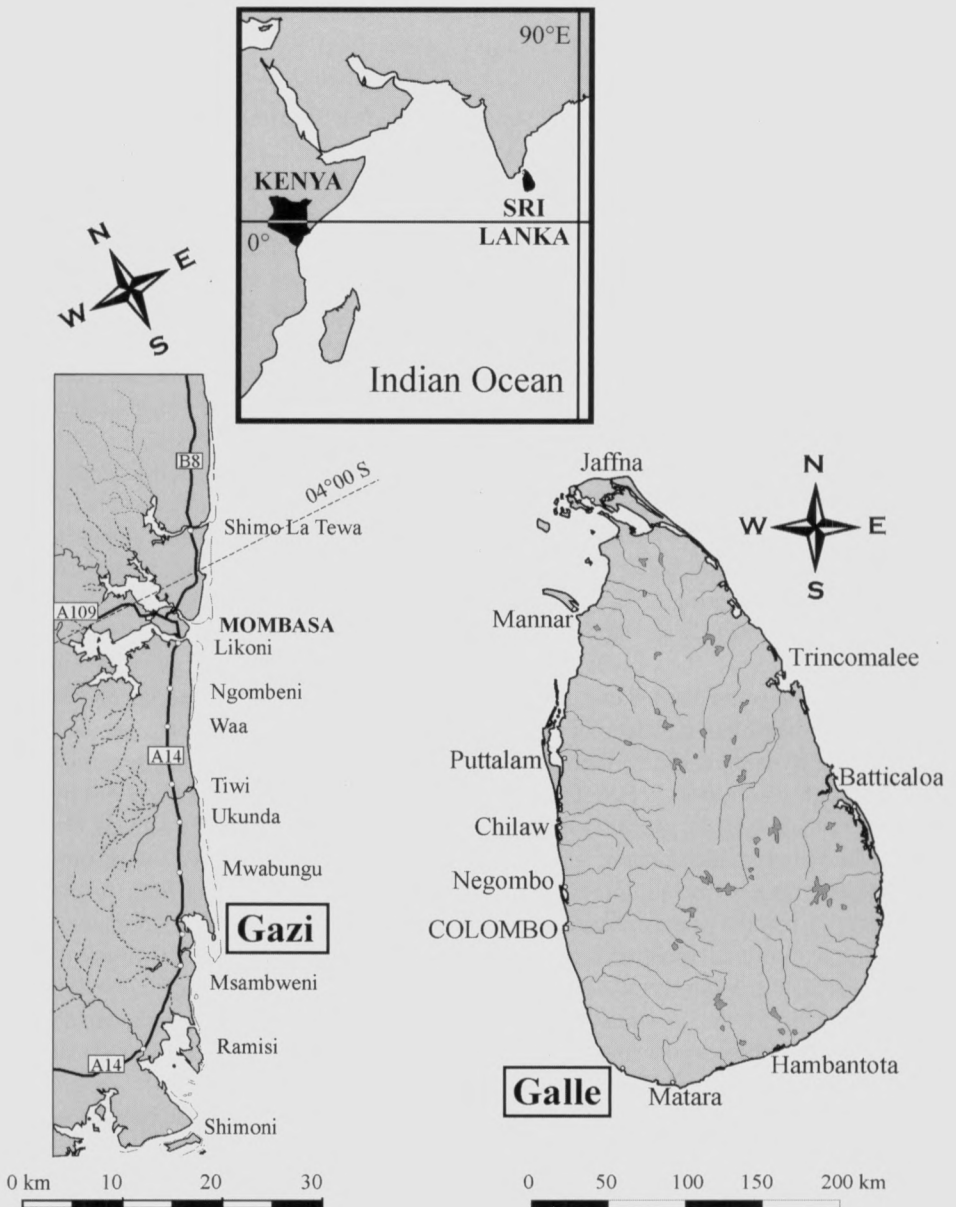 90°E
KENYA
SRI
LANKA
0°
Indian Ocean
N
E
W
S
B8
04°00 S
Shimo La Tewa
A109
MOMBASA
Likoni
Ngombeni
Waa
A14
Tiwi
Ukunda
Mwabungu
Gazi
Msambweni
Ramisi
A14
Shimoni
0 km 10 20 30
Jaffna
N
W
E
S
Mannar
Trincomalee
Puttalam
Batticaloa
Chilaw
Negombo
COLOMBO
Hambantota
Galle
Matara
0 50 100 150 200 km